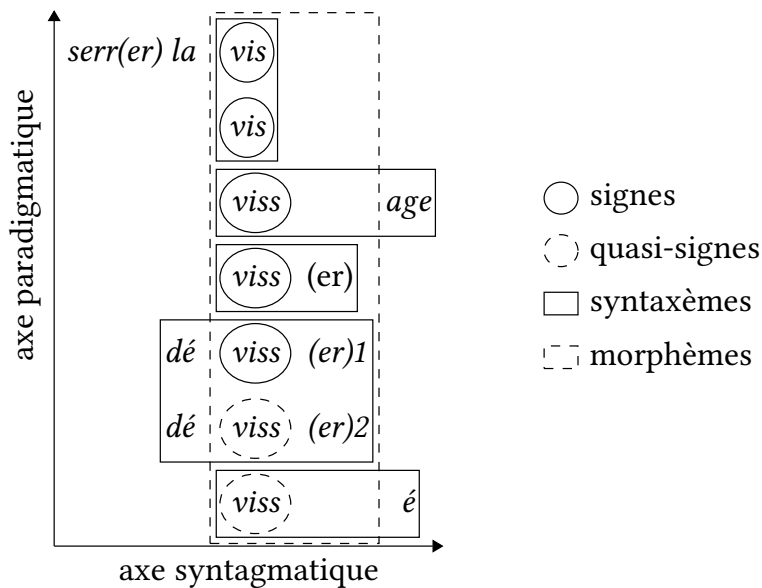 axe paradigmatique
serr(er) la vis
vis
viss age
viss (er)
dé viss (er)1
dé viss (er)2
viss é
axe syntagmatique
signes
quasi-signes
syntaxèmes
morphèmes